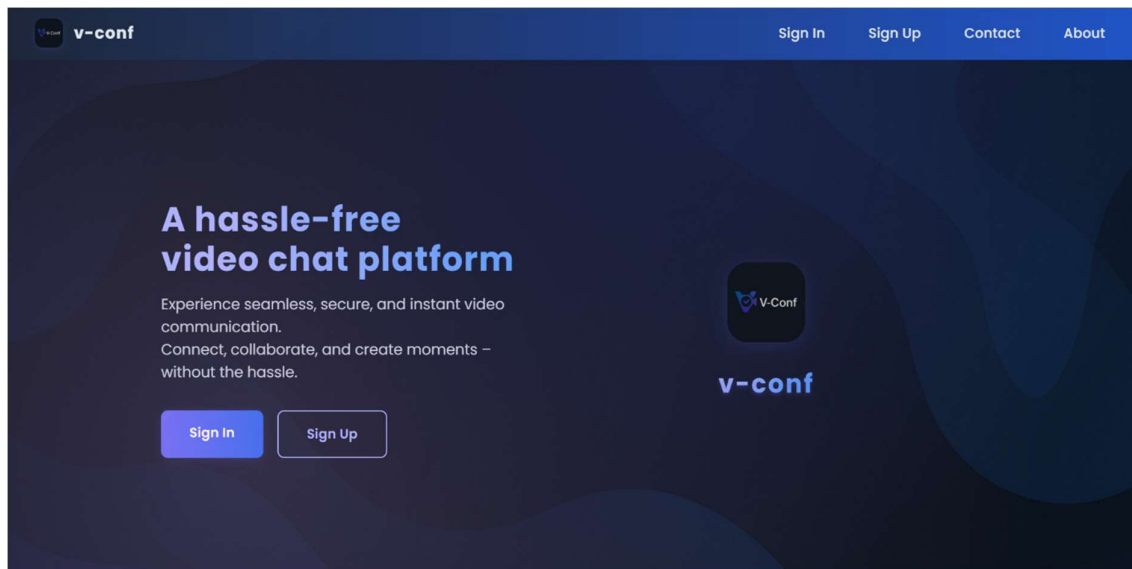 V-Conf
v-conf
Sign In
Sign Up
Contact
About
A hassle-free
video chat platform
Experience seamless, secure, and instant video
communication.
Connect, collaborate, and create moments –
without the hassle.
Sign In
Sign Up
V-Conf
v-conf